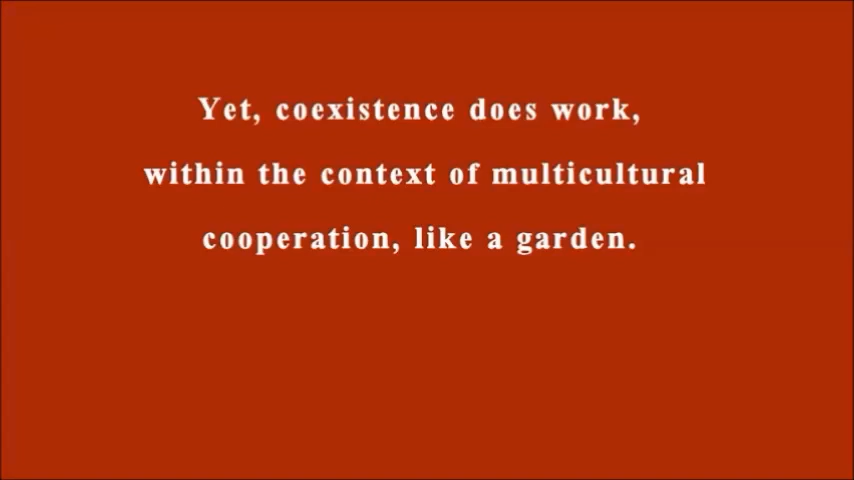 Yet, coexistence does work,
within the context of multicultural
cooperation, like a garden.